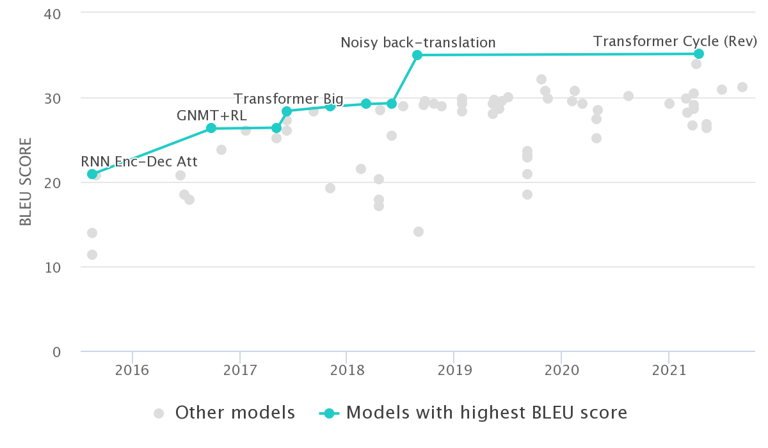 40
Noisy back-translation
Transformer Cycle (Rev)
30
Transformer Big
GNMT+RL
RNN Enc-Dec Att
20
10
0
BLEU SCORE
2016
2017
2018
2019
2020
2021
Other models
Models with highest BLEU score